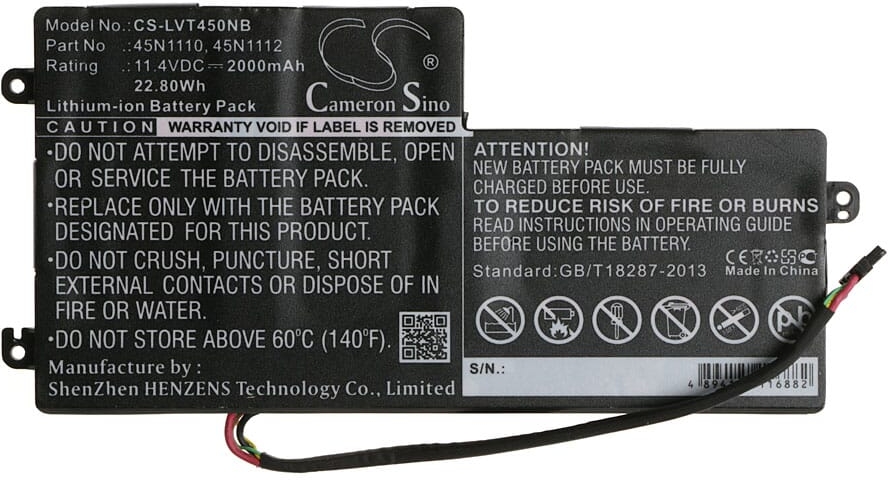 Model No.: CS-LVT450NB
Part No : 45N1110, 45N1112
Rating : 11.4VDC⎓2000mAh
22.80Wh
Lithium-ion Battery Pack
CS
®
Cameron Sino
CAUTION WARRANTY VOID IF LABEL IS REMOVED
•DO NOT ATTEMPT TO DISASSEMBLE, OPEN
OR SERVICE THE BATTERY PACK.
•REPLACE ONLY WITH THE BATTERY PACK
DESIGNATED FOR THIS PRODUCT.
•DO NOT CRUSH, PUNCTURE, SHORT
EXTERNAL CONTACTS OR DISPOSE OF IN
FIRE OR WATER.
•DO NOT STORE ABOVE 60°C (140°F).
Manufacture by :
ShenZhen HENZENS Technology Co., Limited
ATTENTION!
NEW BATTERY PACK MUST BE FULLY
CHARGED BEFORE USE.
TO REDUCE RISK OF FIRE OR BURNS
READ INSTRUCTIONS IN OPERATING GUIDE
BEFORE USING THE BATTERY.
Standard:GB/T18287-2013
CE
Made In China
Pb
S/N.:
116882